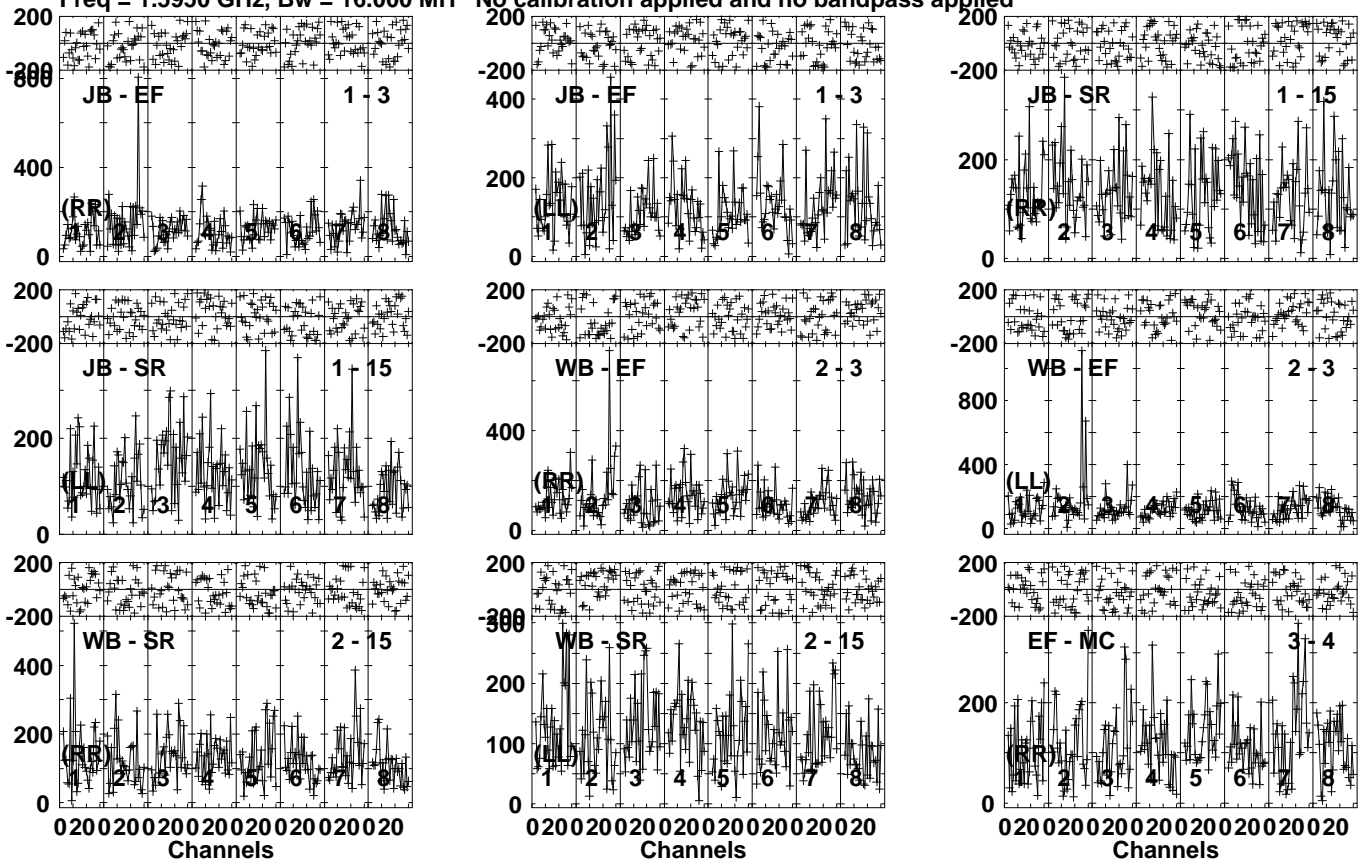 Freq = 1.5950 GHz, Bw = 16.000 MH No calibration applied and no bandpass applied
200 200 200
-200 -200 -200
800
JB - EF 1 - 3 JB - EF 1 - 3 JB - SR 1 - 15
400 400 200
200
(RR) (LL) (RR)
1 2 3 4 5 6 7 8 1 2 3 4 5 6 7 8 1 2 3 4 5 6 7 8
0 0 0
200 200 200
-200 -200 -200
JB - SR 1 - 15 WB - EF 2 - 3 WB - EF 2 - 3
200 400 800
400
(LL) (RR) (LL)
1 2 3 4 5 6 7 8 1 2 3 4 5 6 7 8 1 2 3 4 5 6 7 8
0 0 0
200 200 200
-200 -200 -200
300
WB - SR 2 - 15 WB - SR 2 - 15 EF - MC 3 - 4
400 200 200
200 100
(RR) (LL) (RR)
1 2 3 4 5 6 7 8 1 2 3 4 5 6 7 8 1 2 3 4 5 6 7 8
0 0 0
0 20 0 20 0 20 0 20 0 20 0 20 0 20 0 20 0 20 0 20 0 20 0 20 0 20 0 20 0 20 0 20 0 20 0 20 0 20 0 20 0 20 0 20 0 20 0 20
Channels Channels Channels